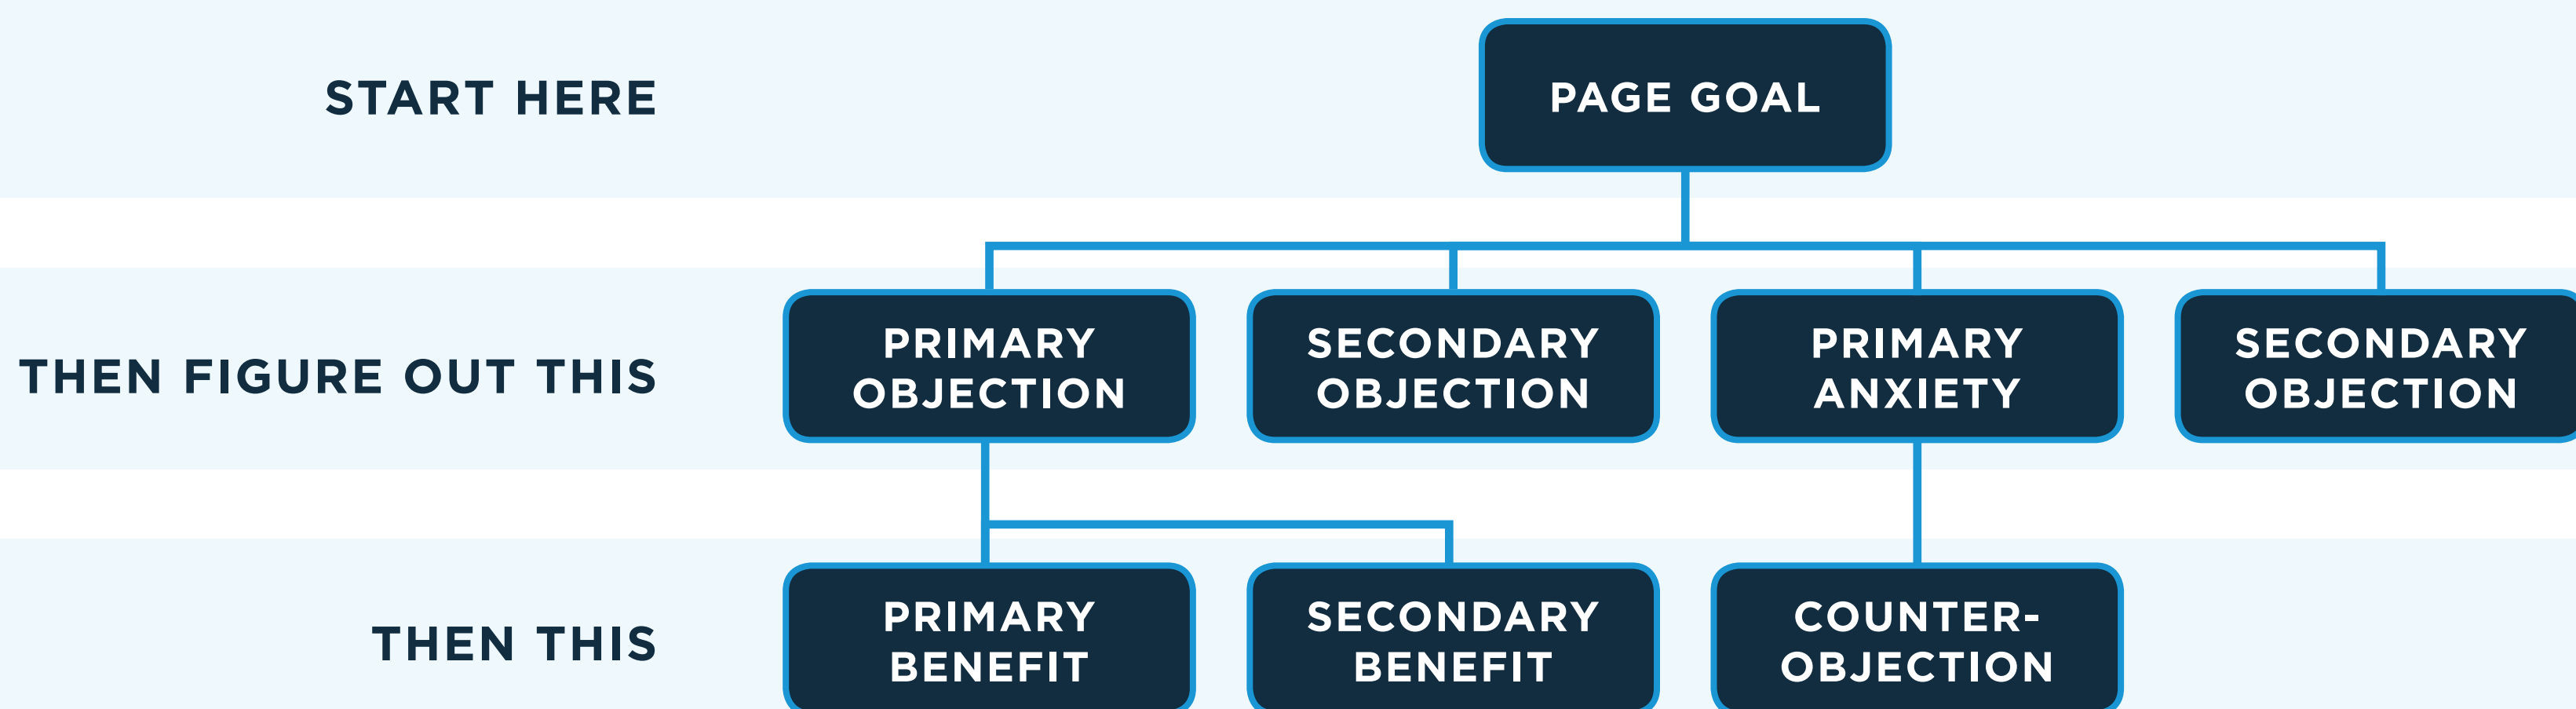 START HERE
PAGE GOAL
THEN FIGURE OUT THIS
PRIMARY
OBJECTION
SECONDARY
OBJECTION
PRIMARY
ANXIETY
SECONDARY
OBJECTION
THEN THIS
PRIMARY
BENEFIT
SECONDARY
BENEFIT
COUNTER-
OBJECTION